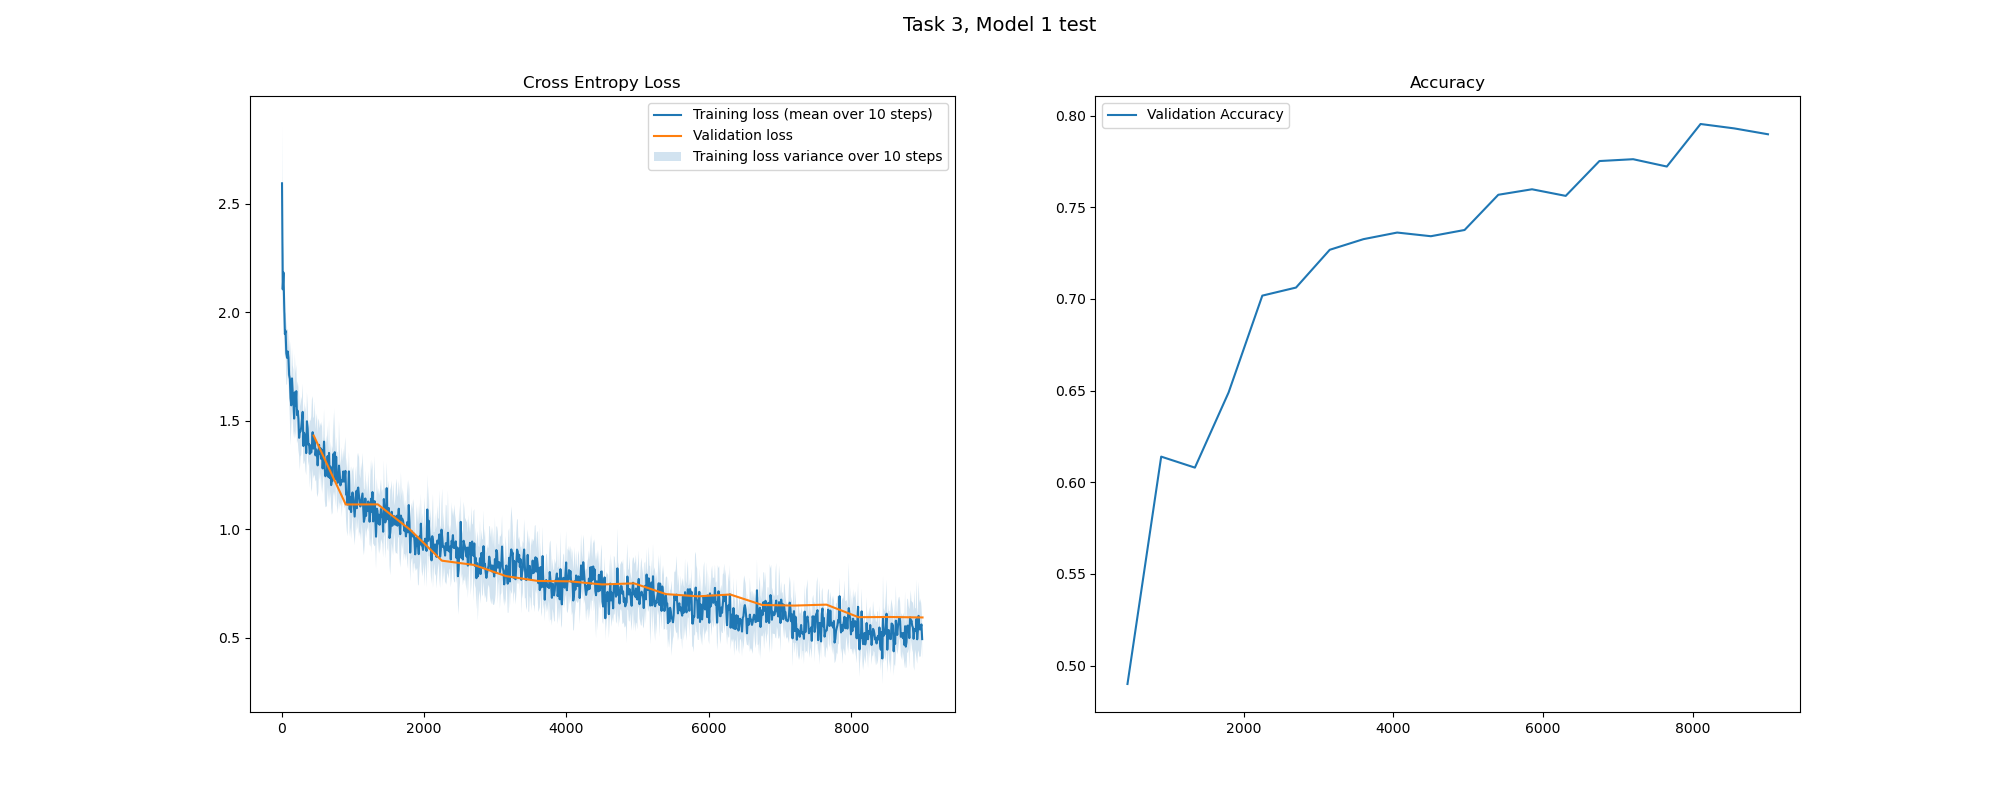 Task 3, Model 1 test
Cross Entropy Loss
Training loss (mean over 10 steps)
Validation loss
Training loss variance over 10 steps
2.5
2.0
1.5
1.0
0.5
0 2000 4000 6000 8000
Accuracy
Validation Accuracy
0.80
0.75
0.70
0.65
0.60
0.55
0.50
2000 4000 6000 8000